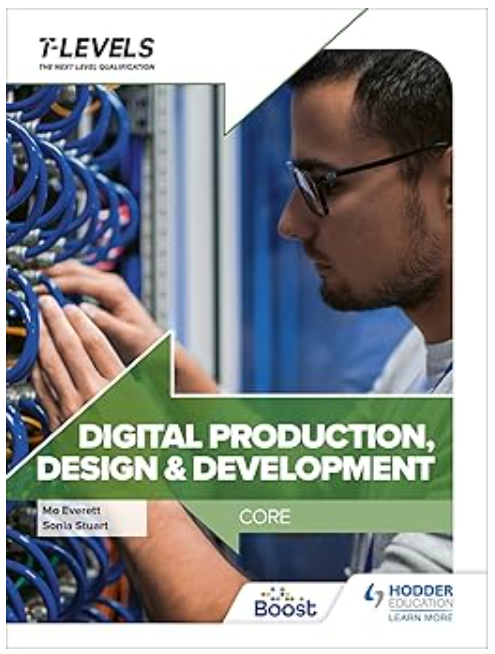 T-LEVELS
THE NEXT LEVEL QUALIFICATION
DIGITAL PRODUCTION,
DESIGN & DEVELOPMENT
Mo Everett
Sonia Stuart
CORE
Boost
HODDER
EDUCATION
LEARN MORE